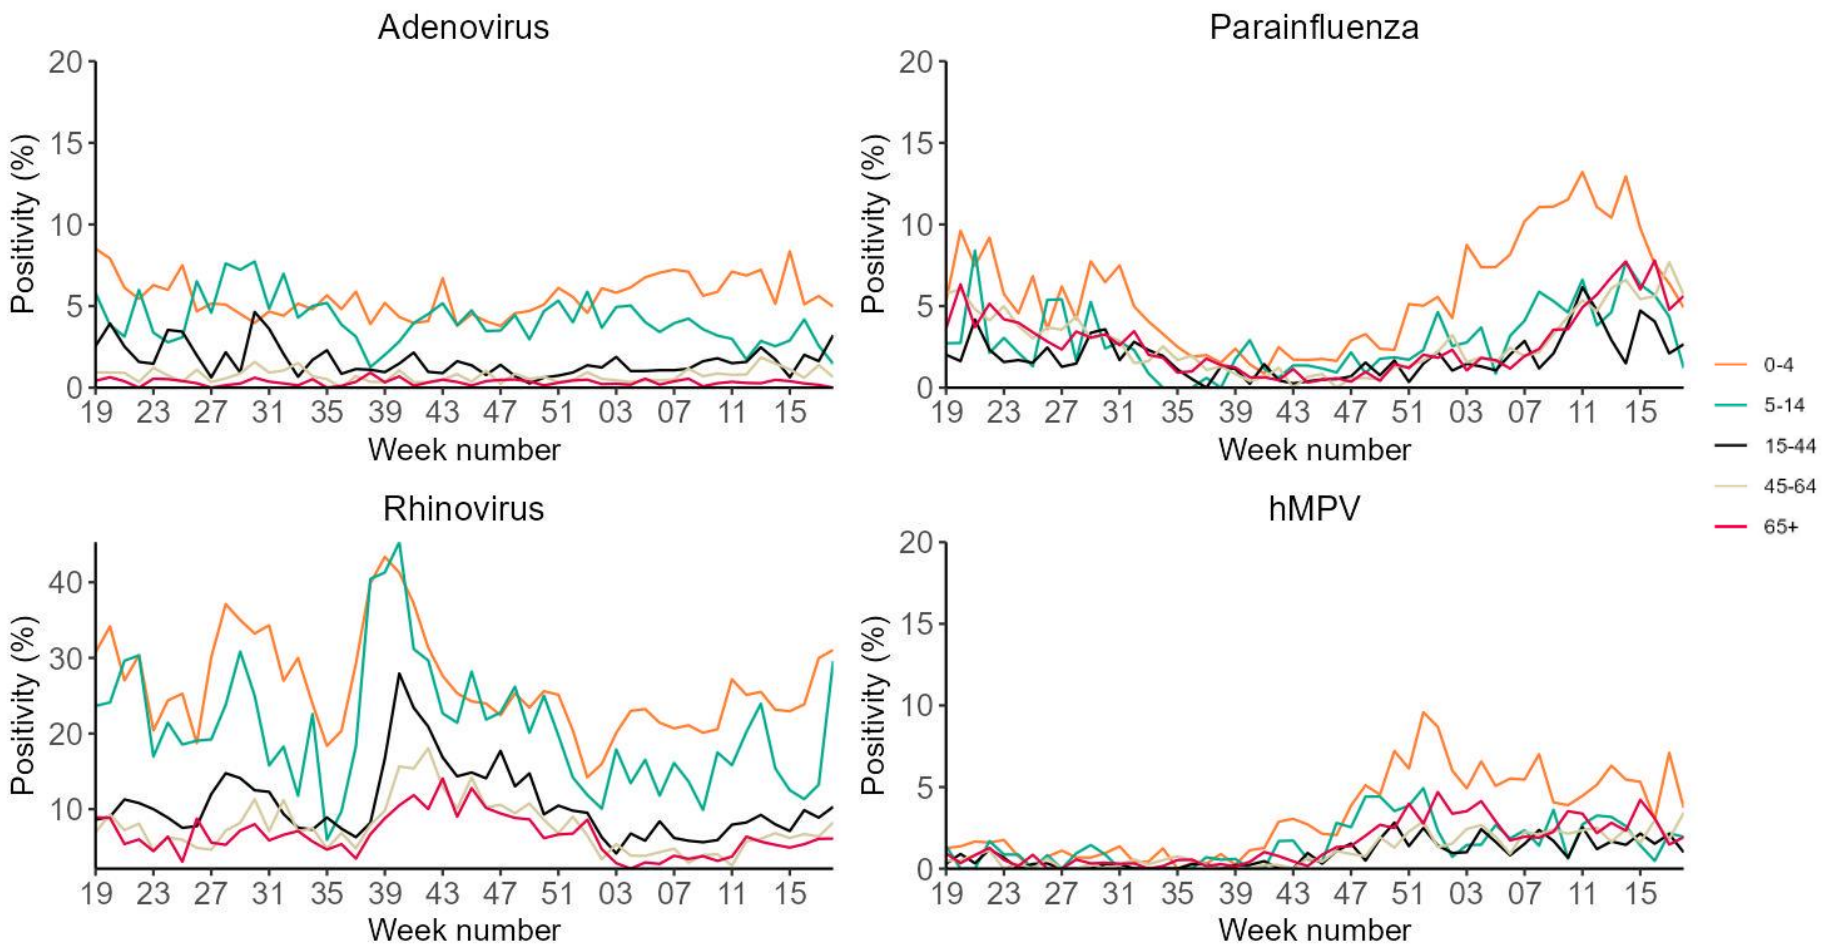 Adenovirus
Positivity (%)
20
15
10
5
0
19 23 27 31 35 39 43 47 51 03 07 11 15
Week number
Parainfluenza
Positivity (%)
20
15
10
5
0
19 23 27 31 35 39 43 47 51 03 07 11 15
Week number
Rhinovirus
Positivity (%)
40
30
20
10
19 23 27 31 35 39 43 47 51 03 07 11 15
Week number
hMPV
Positivity (%)
20
15
10
5
0
19 23 27 31 35 39 43 47 51 03 07 11 15
Week number
0-4
5-14
15-44
45-64
65+